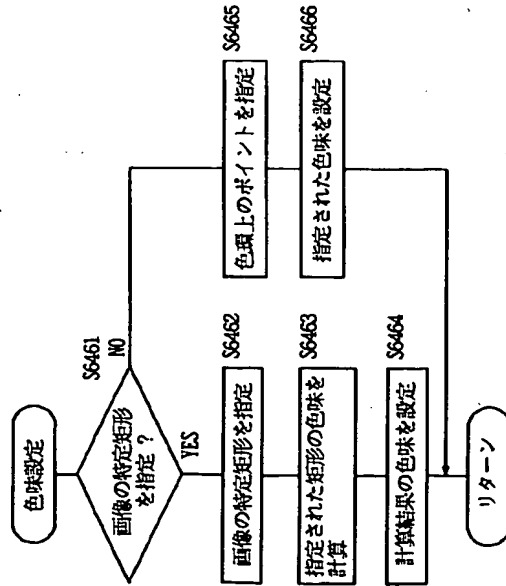 色味設定
S6461
画像の特定矩形
を指定？
NO
YES
S6462
画像の特定矩形を指定
S6463
指定された矩形の色味を
計算
S6464
計算結果の色味を設定
S6465
色環上のポイントを指定
S6466
指定された色味を設定
リターン